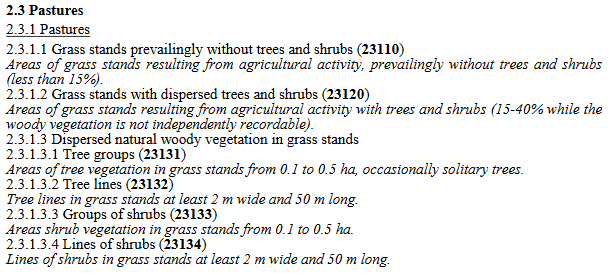 2.3 Pastures
2.3.1 Pastures
2.3.1.1 Grass stands prevailingly without trees and shrubs (23110)
Areas of grass stands resulting from agricultural activity, prevailingly without trees and shrubs
(less than 15%).
2.3.1.2 Grass stands with dispersed trees and shrubs (23120)
Areas of grass stands resulting from agricultural activity with trees and shrubs (15-40% while the
woody vegetation is not independently recordable).
2.3.1.3 Dispersed natural woody vegetation in grass stands
2.3.1.3.1 Tree groups (23131)
Areas of tree vegetation in grass stands from 0.1 to 0.5 ha, occasionally solitary trees.
2.3.1.3.2 Tree lines (23132)
Tree lines in grass stands at least 2 m wide and 50 m long.
2.3.1.3.3 Groups of shrubs (23133)
Areas shrub vegetation in grass stands from 0.1 to 0.5 ha.
2.3.1.3.4 Lines of shrubs (23134)
Lines of shrubs in grass stands at least 2 m wide and 50 m long.